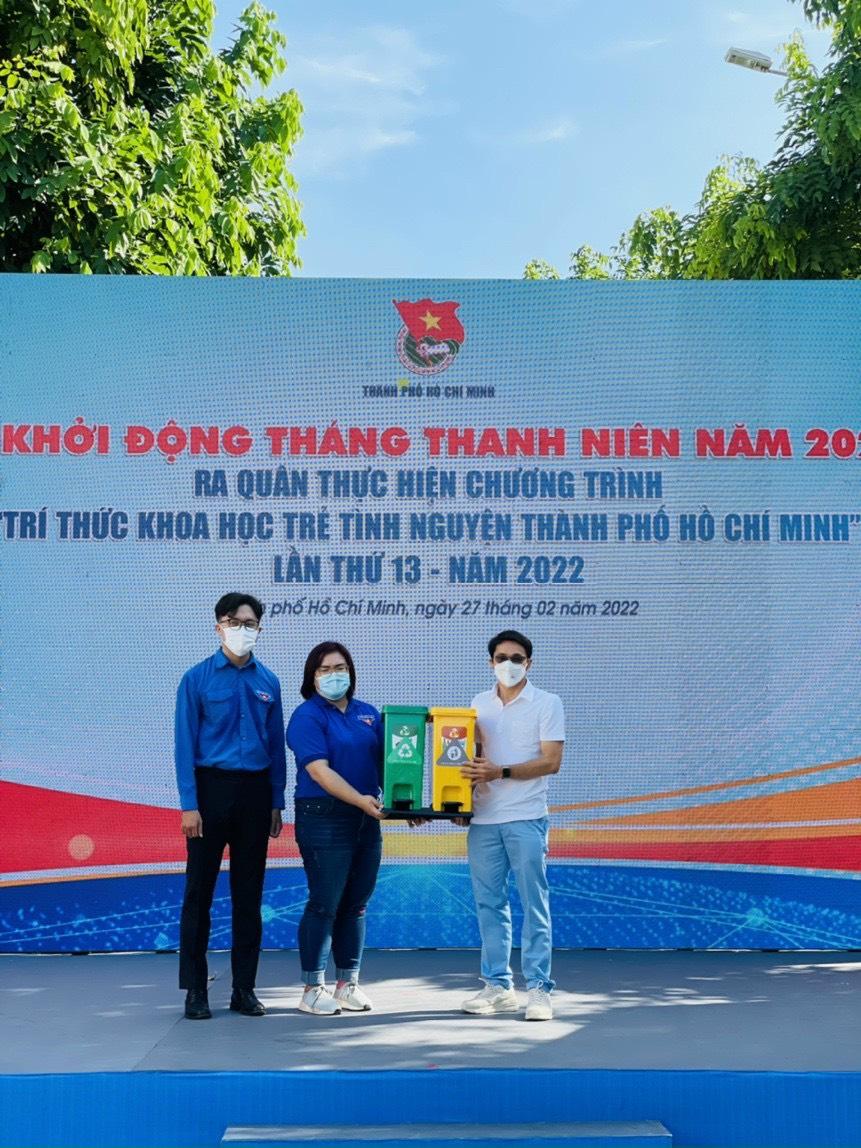 THÀNH PHỐ HỒ CHÍ MINH
KHỞI ĐỘNG THÁNG THANH NIÊN NĂM
RA QUÂN THỰC HIỆN CHƯƠNG TRÌNH
"TRÍ THỨC KHOA HỌC TRẺ TÌNH NGUYỆN THÀNH PHỐ HỒ CHÍ MINH"
LẦN THỨ 13 - NĂM 2022
phố Hồ Chí Minh, ngày 27 tháng 02 năm 2022